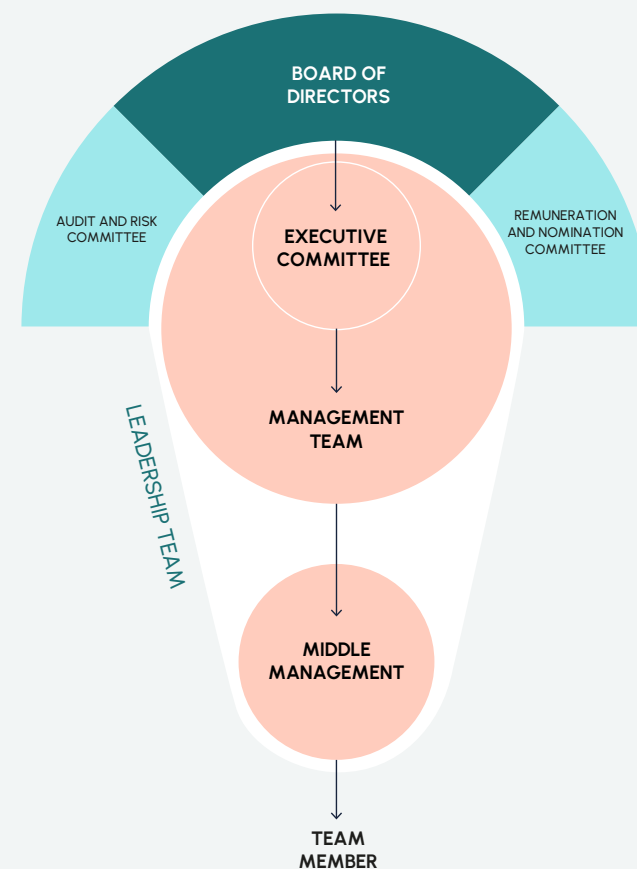 BOARD OF
DIRECTORS
AUDIT AND RISK
COMMITTEE
REMUNERATION
AND NOMINATION
COMMITTEE
EXECUTIVE
COMMITTEE
MANAGEMENT
TEAM
LEADERSHIP TEAM
MIDDLE
MANAGEMENT
TEAM
MEMBER